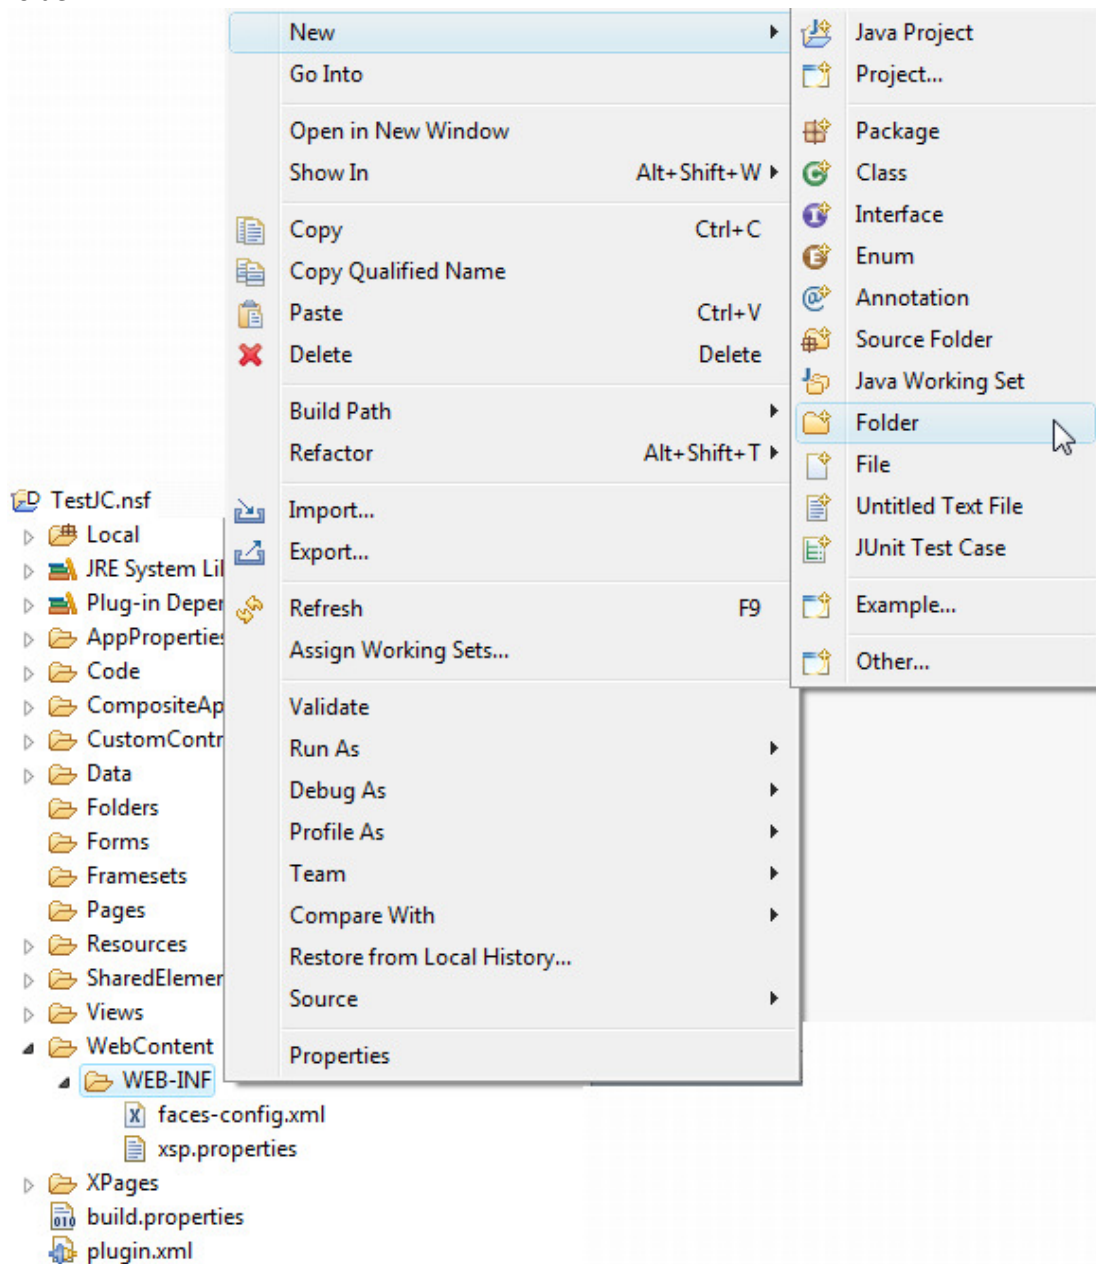 New
Go Into
Open in New Window
Show In Alt+Shift+W
Copy Ctrl+C
Copy Qualified Name
Paste Ctrl+V
Delete Delete
Build Path
Refactor Alt+Shift+T
Import...
Export...
Refresh F9
Assign Working Sets...
Validate
Run As
Debug As
Profile As
Team
Compare With
Restore from Local History...
Source
Properties
Java Project
Project...
Package
Class
Interface
Enum
Annotation
Source Folder
Java Working Set
Folder
File
Untitled Text File
JUnit Test Case
Example...
Other...
TestJC.nsf
Local
JRE System Lil
Plug-in Deper
AppProperties
Code
CompositeAp
CustomContr
Data
Folders
Forms
Framesets
Pages
Resources
SharedElemer
Views
WebContent
WEB-INF
faces-config.xml
xsp.properties
XPages
build.properties
plugin.xml